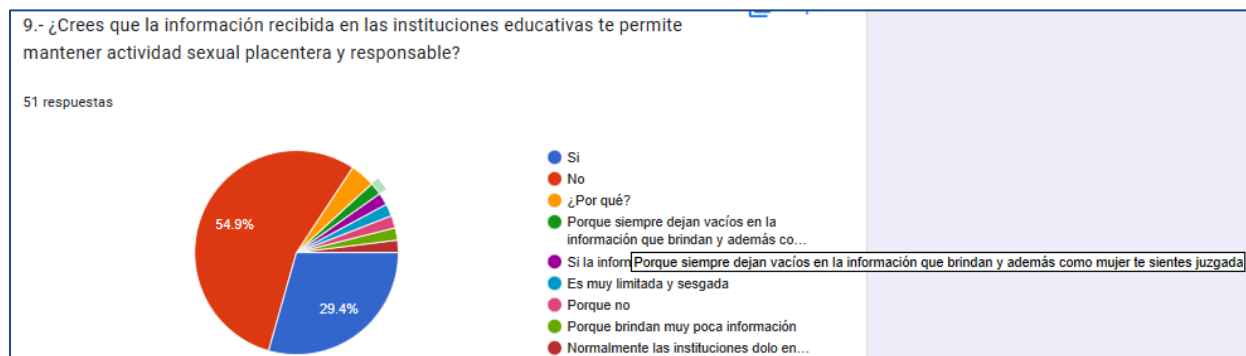 9.- ¿Crees que la información recibida en las instituciones educativas te permite
mantener actividad sexual placentera y responsable?
51 respuestas
54.9%
29.4%
Si
No
¿Por qué?
Porque siempre dejan vacíos en la
información que brindan y además co...
Si la inform
Porque siempre dejan vacíos en la información que brindan y además como mujer te sientes juzgada
Es muy limitada y sesgada
Porque no
Porque brindan muy poca información
Normalmente las instituciones dolo en...